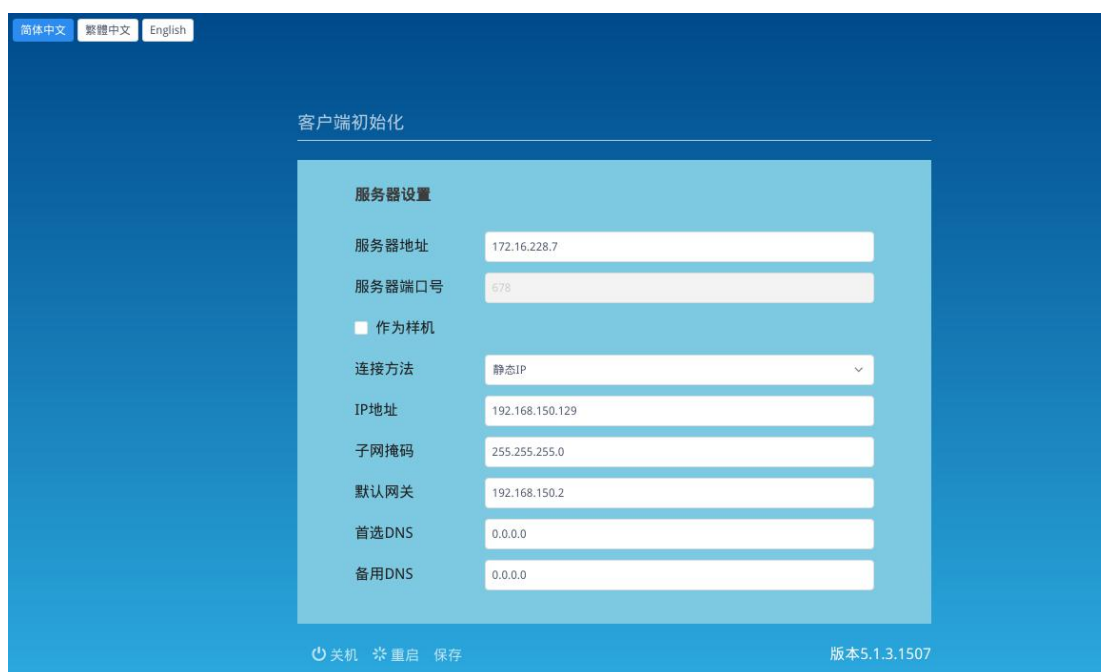 简体中文 繁體中文 English
客户端初始化
服务器设置
服务器地址 172.16.228.7
服务器端口号 678
作为样机
连接方法 静态IP
IP地址 192.168.150.129
子网掩码 255.255.255.0
默认网关 192.168.150.2
首选DNS 0.0.0.0
备用DNS 0.0.0.0
关机 重启 保存 版本5.1.3.1507